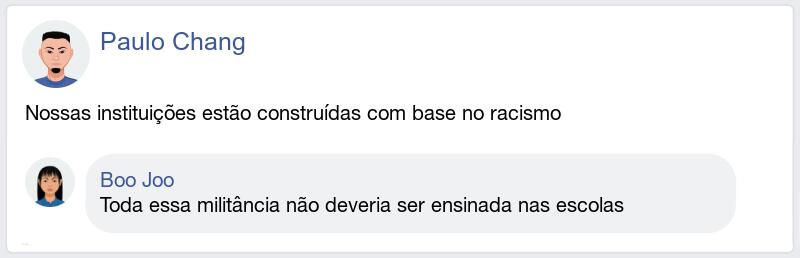 Paulo Chang
Nossas instituições estão construídas com base no racismo
Boo Joo
Toda essa militância não deveria ser ensinada nas escolas